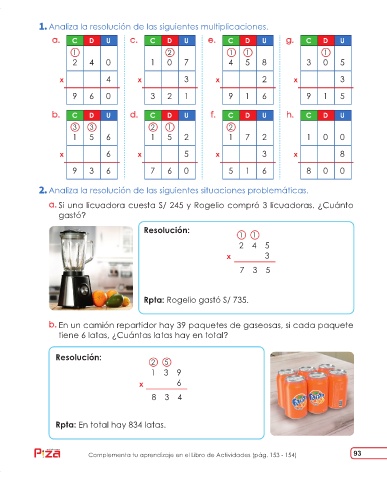 1. Analiza la resolución de las siguientes multiplicaciones.
a. C D U c. C D U e. C D U g. C D U
1 2 1 1 1
2 4 0 1 0 7 4 5 8 3 0 5
x 4 x 3 x 2 x 3
9 6 0 3 2 1 9 1 6 9 1 5
b. C D U d. C D U f. C D U h. C D U
3 3 2 1 2
1 5 6 1 5 2 1 7 2 1 0 0
x 6 x 5 x 3 x 8
9 3 6 7 6 0 5 1 6 8 0 0
2. Analiza la resolución de las siguientes situaciones problemáticas.
a. Si una licuadora cuesta S/ 245 y Rogelio compró 3 licuadoras, ¿Cuánto
gastó?
Resolución:
1 1
2 4 5
x 3
7 3 5
Rpta: Rogelio gastó S/ 735.
b. En un camión repartidor hay 39 paquetes de gaseosas, si cada paquete
tiene 6 latas, ¿Cuántas latas hay en total?
Resolución:
2 5
1 3 9
x 6
8 3 4
Fanta Fanta
Rpta: En total hay 834 latas.
Pizza Complementa tu aprendizaje en el Libro de Actividades (pág. 153 - 154) 93